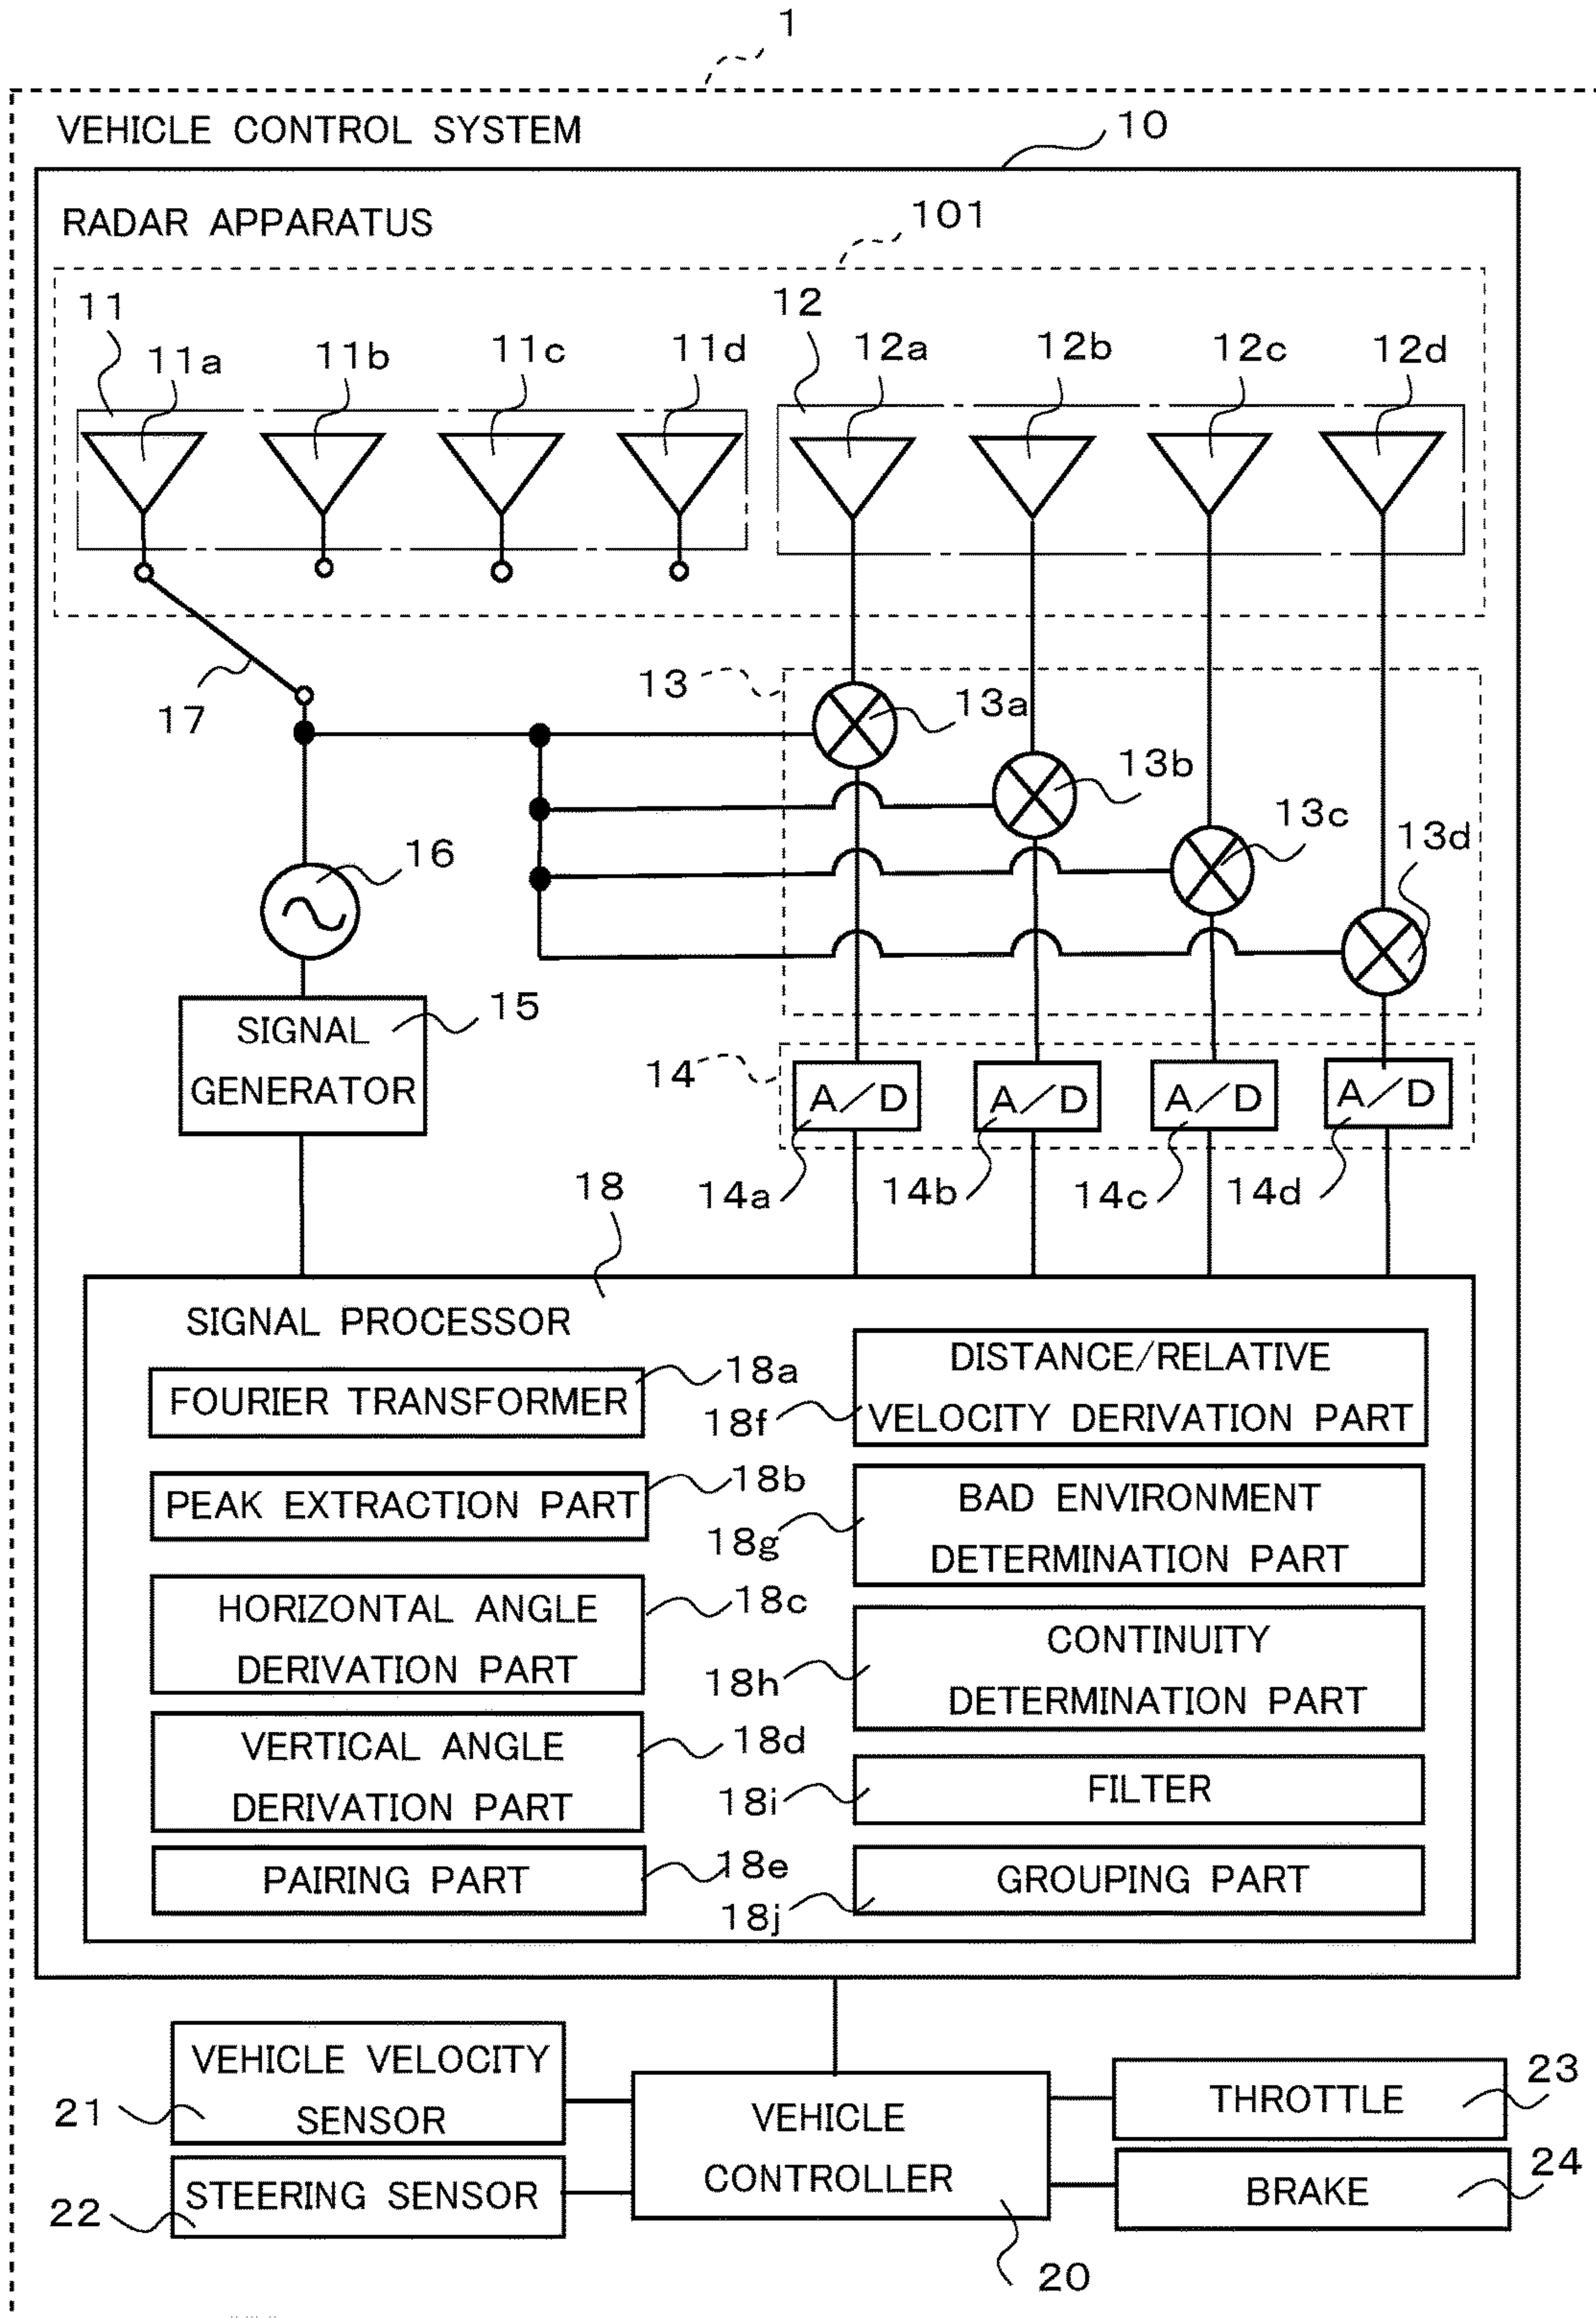 1
VEHICLE CONTROL SYSTEM
10
RADAR APPARATUS
101
11
12
11a
11b
11c
11d
12a
12b
12c
12d
13
13a
17
13b
13c
13d
16
15
SIGNAL
GENERATOR
14
A/D
A/D
A/D
A/D
14a
14b
14c
14d
18
SIGNAL PROCESSOR
FOURIER TRANSFORMER
18a
PEAK EXTRACTION PART
18b
HORIZONTAL ANGLE
DERIVATION PART
18c
VERTICAL ANGLE
DERIVATION PART
18d
PAIRING PART
18e
18f
DISTANCE/RELATIVE
VELOCITY DERIVATION PART
18g
BAD ENVIRONMENT
DETERMINATION PART
18h
CONTINUITY
DETERMINATION PART
18i
FILTER
18j
GROUPING PART
21
VEHICLE VELOCITY
SENSOR
22
STEERING SENSOR
VEHICLE
CONTROLLER
20
THROTTLE
23
BRAKE
24